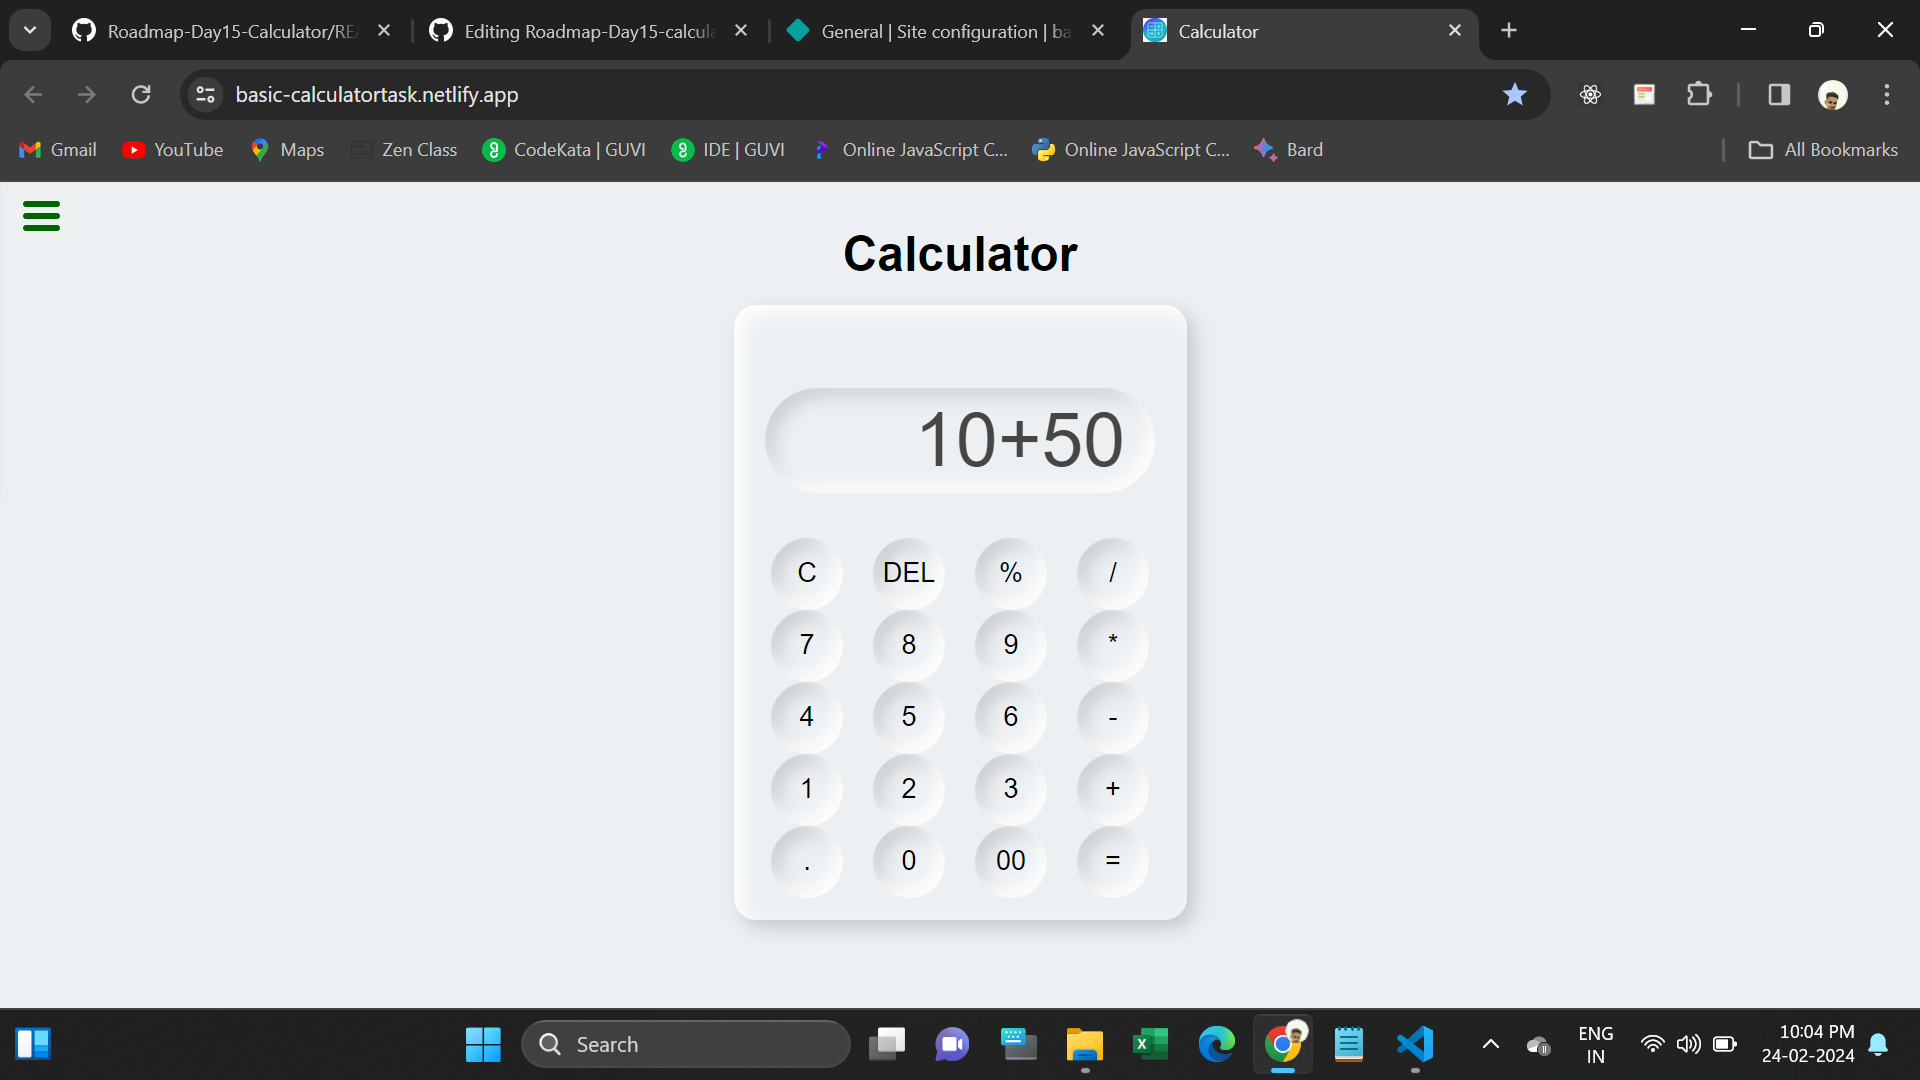 Roadmap-Day15-Calculator/REA
Editing Roadmap-Day15-calcula
General | Site configuration | ba
Calculator
basic-calculatortask.netlify.app
Gmail
YouTube
Maps
Zen Class
CodeKata | GUVI
IDE | GUVI
Online JavaScript C...
Online JavaScript C...
Bard
All Bookmarks
Calculator
10+50
C DEL % /
7 8 9 *
4 5 6 -
1 2 3 +
. 0 00 =
Search
ENG
IN
10:04 PM
24-02-2024